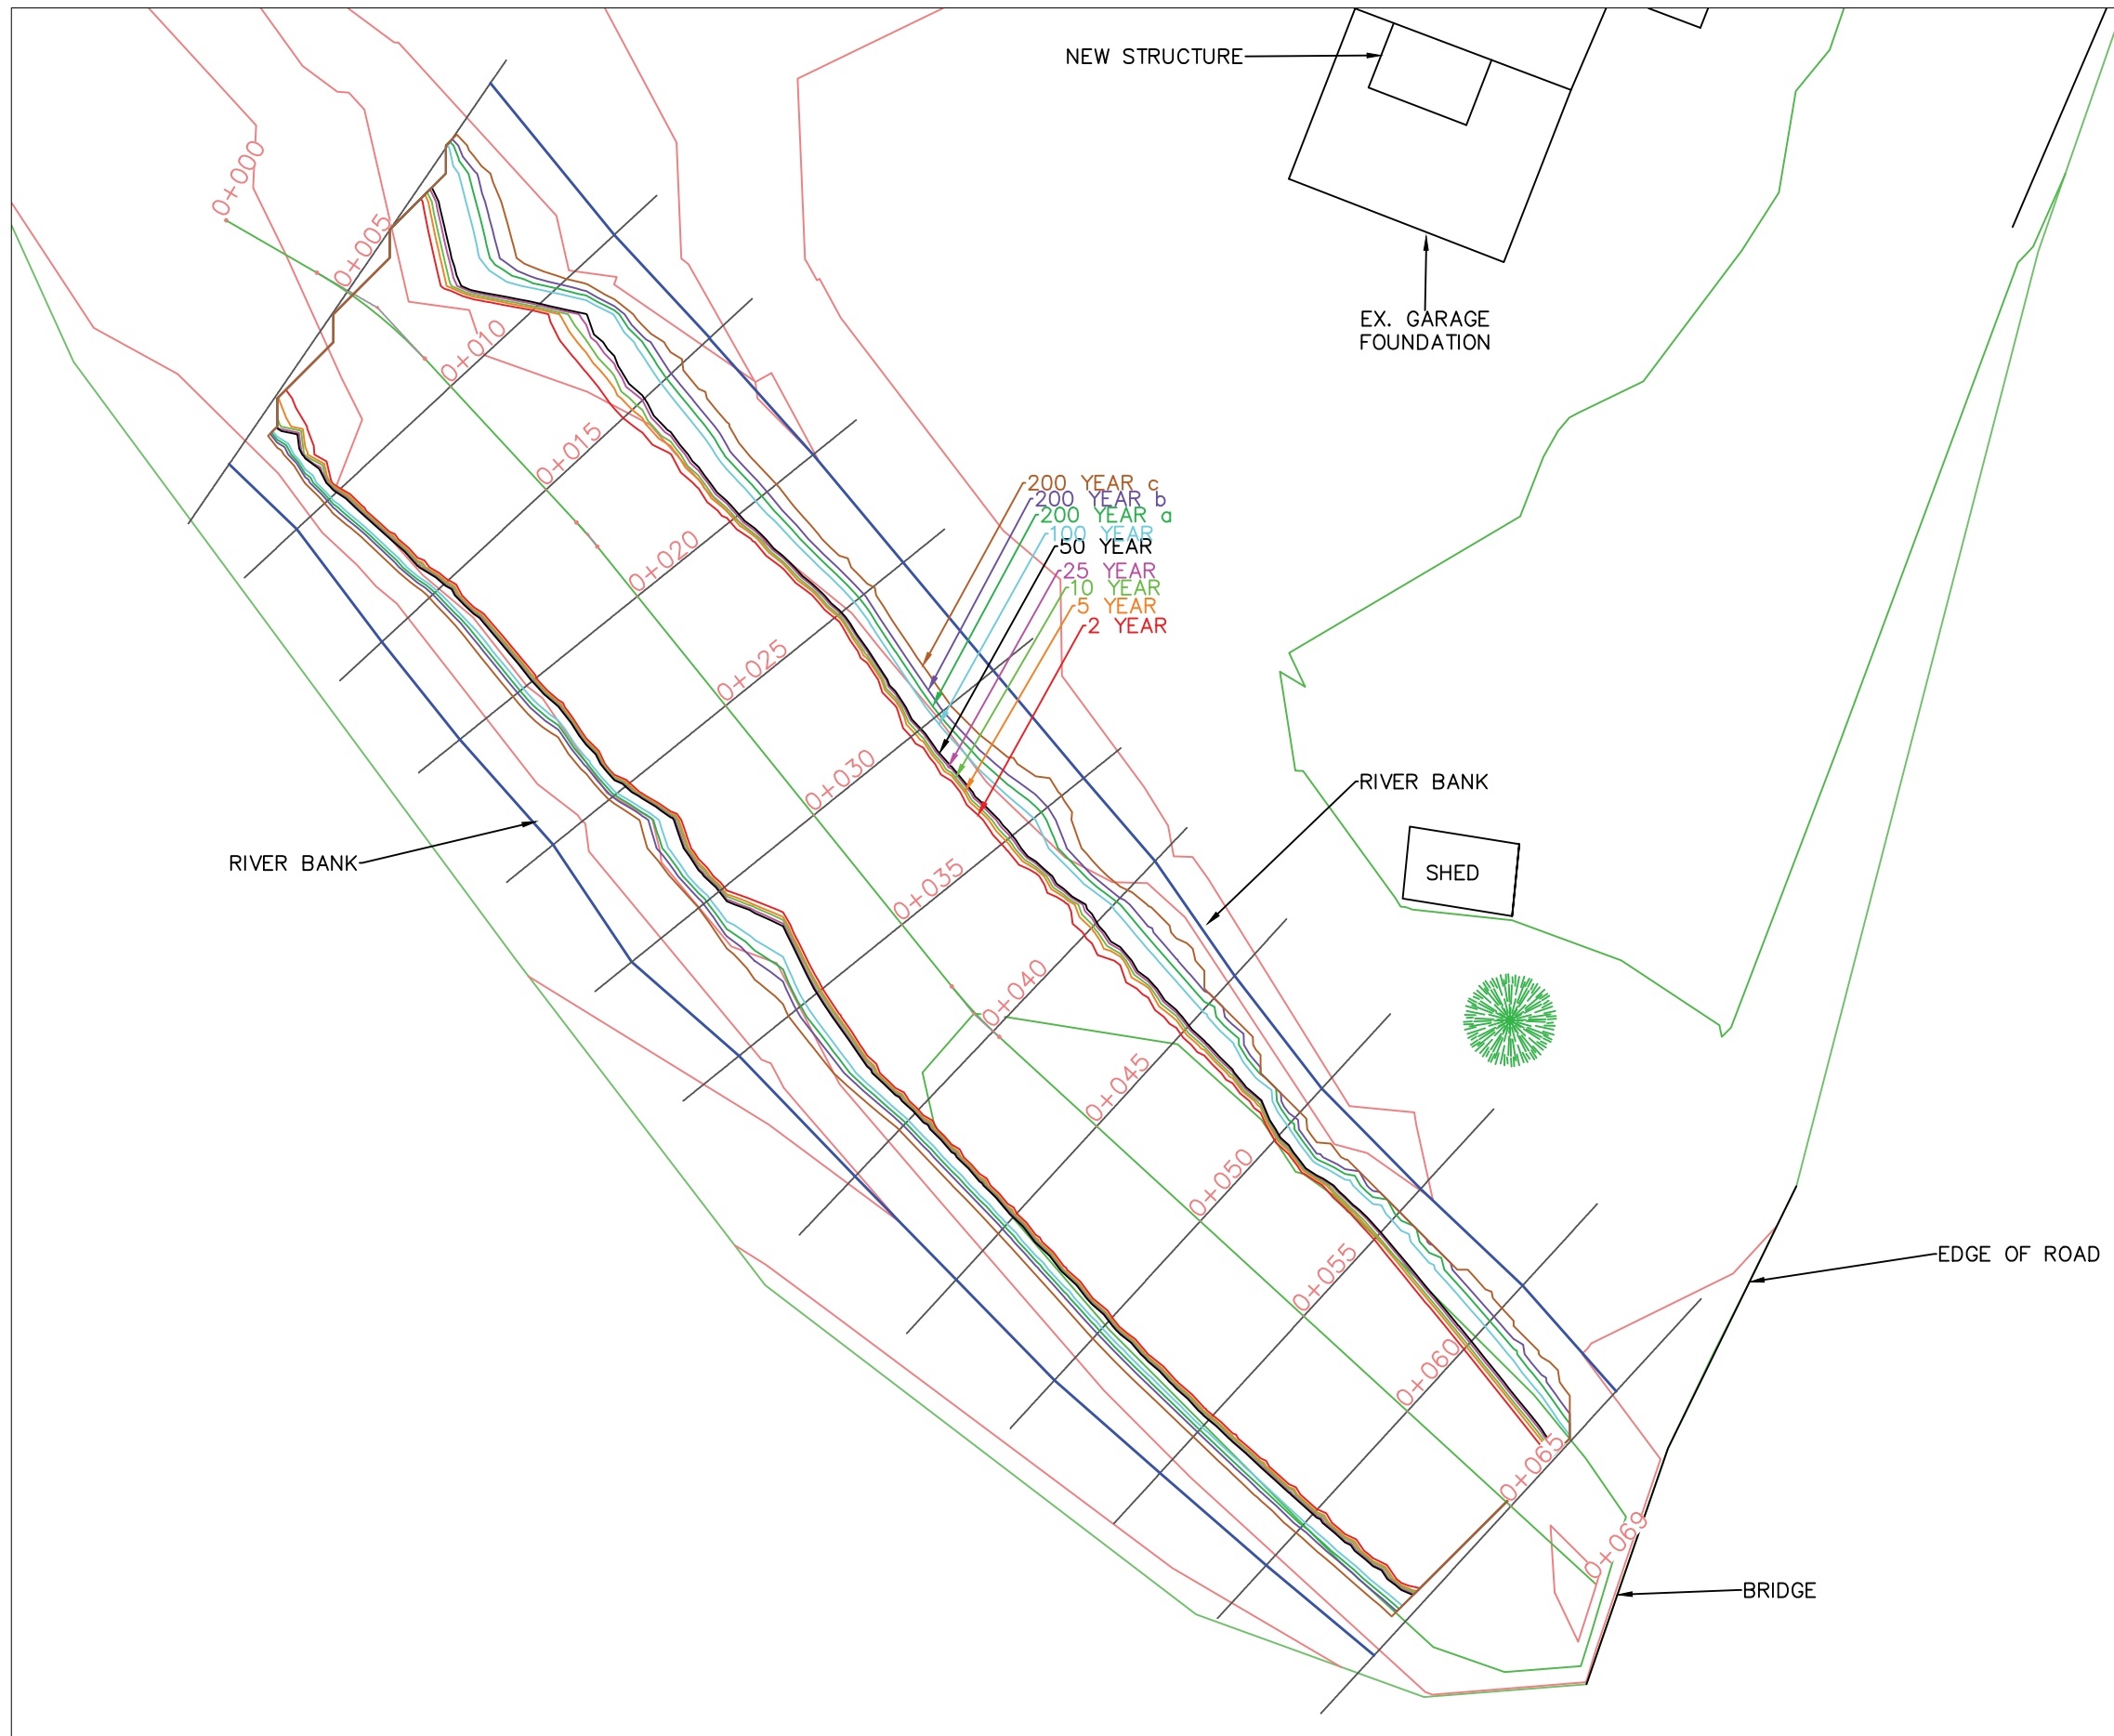 NEW STRUCTURE
0+000
0+005
EX. GARAGE
FOUNDATION
0+010
0+015
200 YEAR c
200 YEAR b
200 YEAR a
100 YEAR
50 YEAR
25 YEAR
10 YEAR
5 YEAR
2 YEAR
0+020
0+025
0+030
RIVER BANK
RIVER BANK
SHED
0+035
0+040
0+045
0+050
0+055
EDGE OF ROAD
0+060
0+065
0+069
BRIDGE